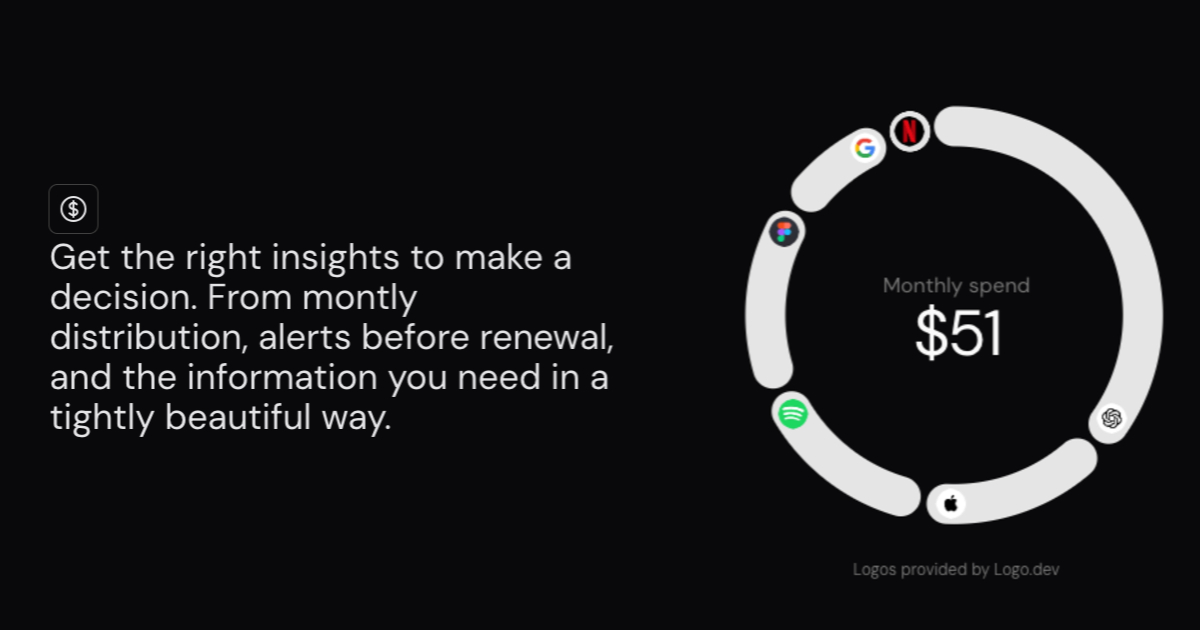 Get the right insights to make a
decision. From montly
distribution, alerts before renewal,
and the information you need in a
tightly beautiful way.
Monthly spend
$51
Logos provided by Logo.dev